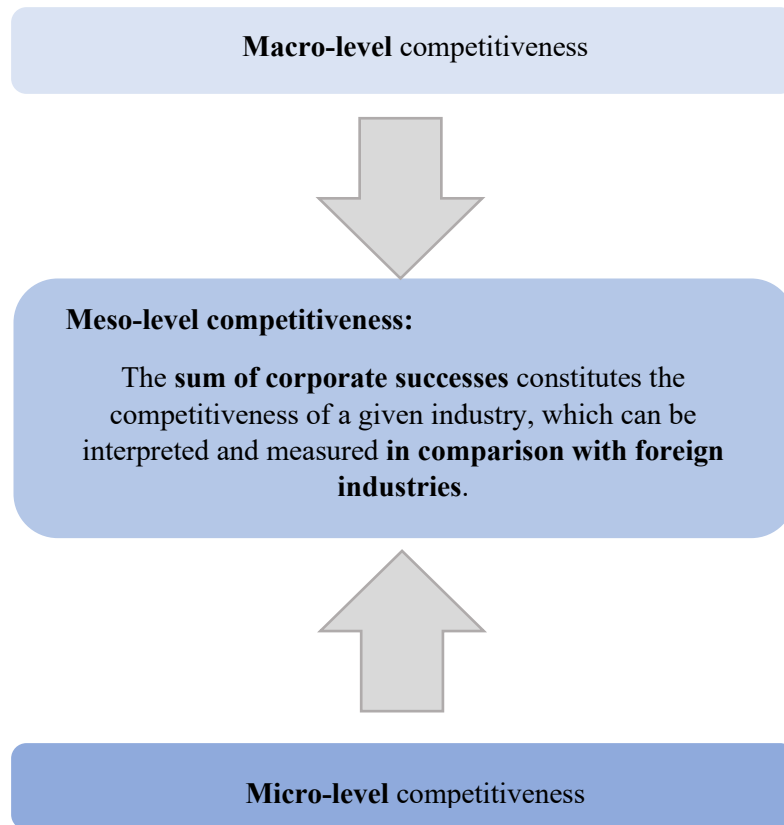 Macro-level competitiveness
Meso-level competitiveness:
The sum of corporate successes constitutes the
competitiveness of a given industry, which can be
interpreted and measured in comparison with foreign
industries.
Micro-level competitiveness